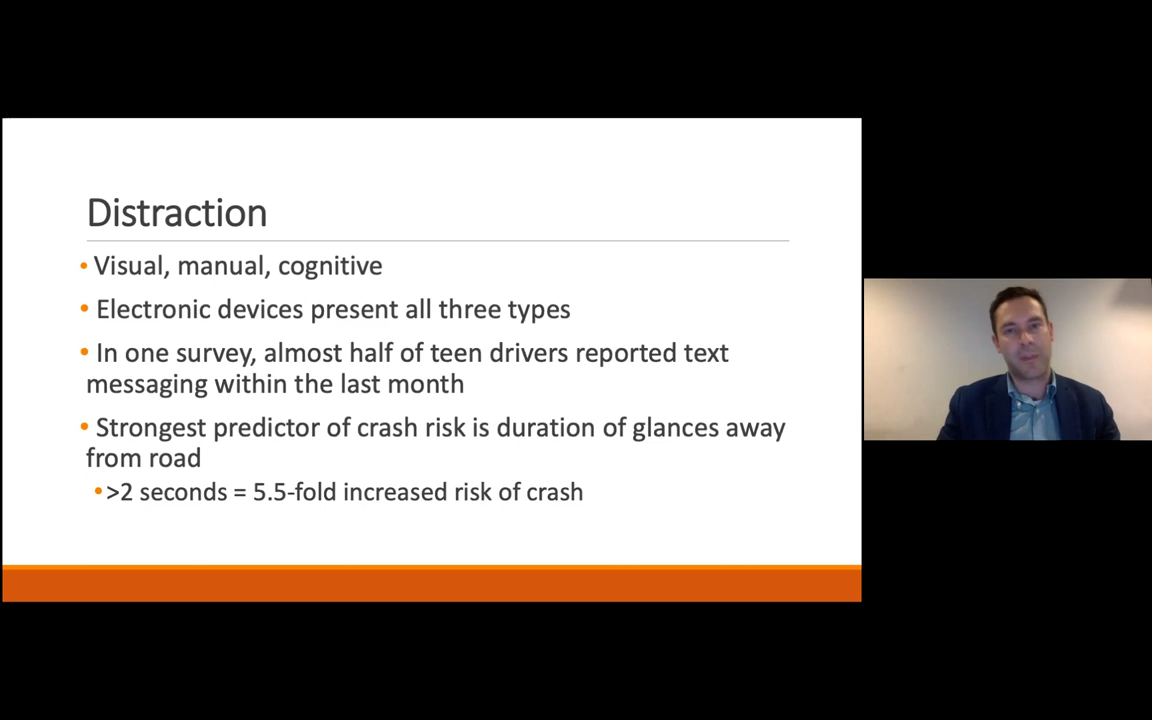 Distraction
• Visual, manual, cognitive
• Electronic devices present all three types
• In one survey, almost half of teen drivers reported text
messaging within the last month
• Strongest predictor of crash risk is duration of glances away
from road
• >2 seconds = 5.5-fold increased risk of crash